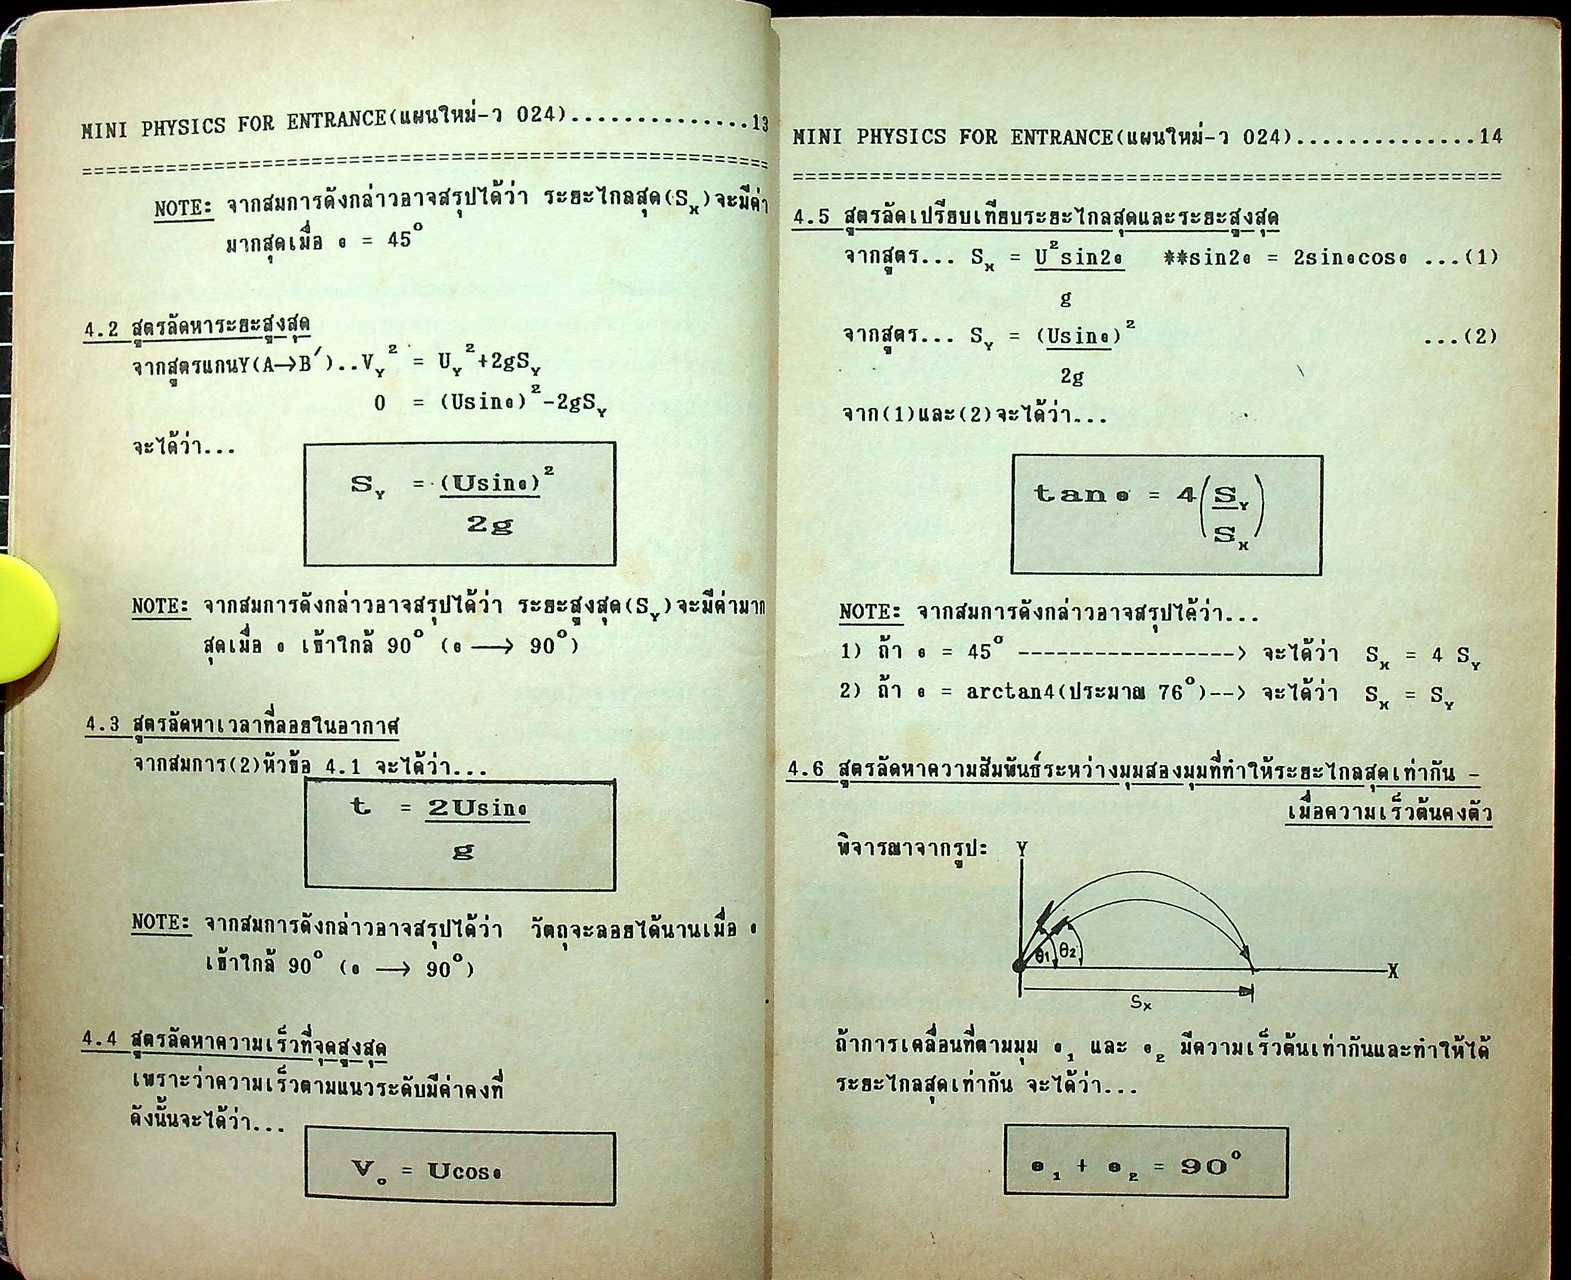 MINI PHYSICS FOR ENTRANCE(แผนใหม่-ว 024)..............13
=====================================================
NOTE: จากสมการดังกล่าวอาจสรุปได้ว่า ระยะไกลสุด(Sₓ)จะมีค่า
มากสุดเมื่อ θ = 45°
4.2 สูตรลัดหาระยะสูงสุด
จากสูตรแกนY(A→B′)..V_Y² = U_Y²+2gS_Y
0 = (Usinθ)²-2gS_Y
จะได้ว่า...
S_Y = (Usinθ)²
2g
NOTE: จากสมการดังกล่าวอาจสรุปได้ว่า ระยะสูงสุด(S_Y)จะมีค่ามาก
สุดเมื่อ θ เข้าใกล้ 90° (θ ⟶ 90°)
4.3 สูตรลัดหาเวลาที่ลอยในอากาศ
จากสมการ(2)หัวข้อ 4.1 จะได้ว่า...
t = 2Usinθ
g
NOTE: จากสมการดังกล่าวอาจสรุปได้ว่า วัตถุจะลอยได้นานเมื่อ θ
เข้าใกล้ 90° (θ ⟶ 90°)
4.4 สูตรลัดหาความเร็วที่จุดสูงสุด
เพราะว่าความเร็วตามแนวระดับมีค่าคงที่
ดังนั้นจะได้ว่า...
V₀ = Ucosθ
MINI PHYSICS FOR ENTRANCE(แผนใหม่-ว 024)..............14
=====================================================
4.5 สูตรลัดเปรียบเทียบระยะไกลสุดและระยะสูงสุด
จากสูตร... Sₓ = U²sin2θ **sin2θ = 2sinθcosθ ...(1)
g
จากสูตร... S_Y = (Usinθ)² ...(2)
2g
จาก(1)และ(2)จะได้ว่า...
tanθ = 4(S_Y
Sₓ)
NOTE: จากสมการดังกล่าวอาจสรุปได้ว่า...
1) ถ้า θ = 45° -----------------> จะได้ว่า Sₓ = 4 S_Y
2) ถ้า θ = arctan4(ประมาณ 76°)--> จะได้ว่า Sₓ = S_Y
4.6 สูตรลัดหาความสัมพันธ์ระหว่างมุมสองมุมที่ทำให้ระยะไกลสุดเท่ากัน -
เมื่อความเร็วต้นคงตัว
พิจารณาจากรูป: Y
θ₁ θ₂
X
Sₓ
ถ้าการเคลื่อนที่ตามมุม θ₁ และ θ₂ มีความเร็วต้นเท่ากันและทำให้ได้
ระยะไกลสุดเท่ากัน จะได้ว่า...
θ₁ + θ₂ = 90°